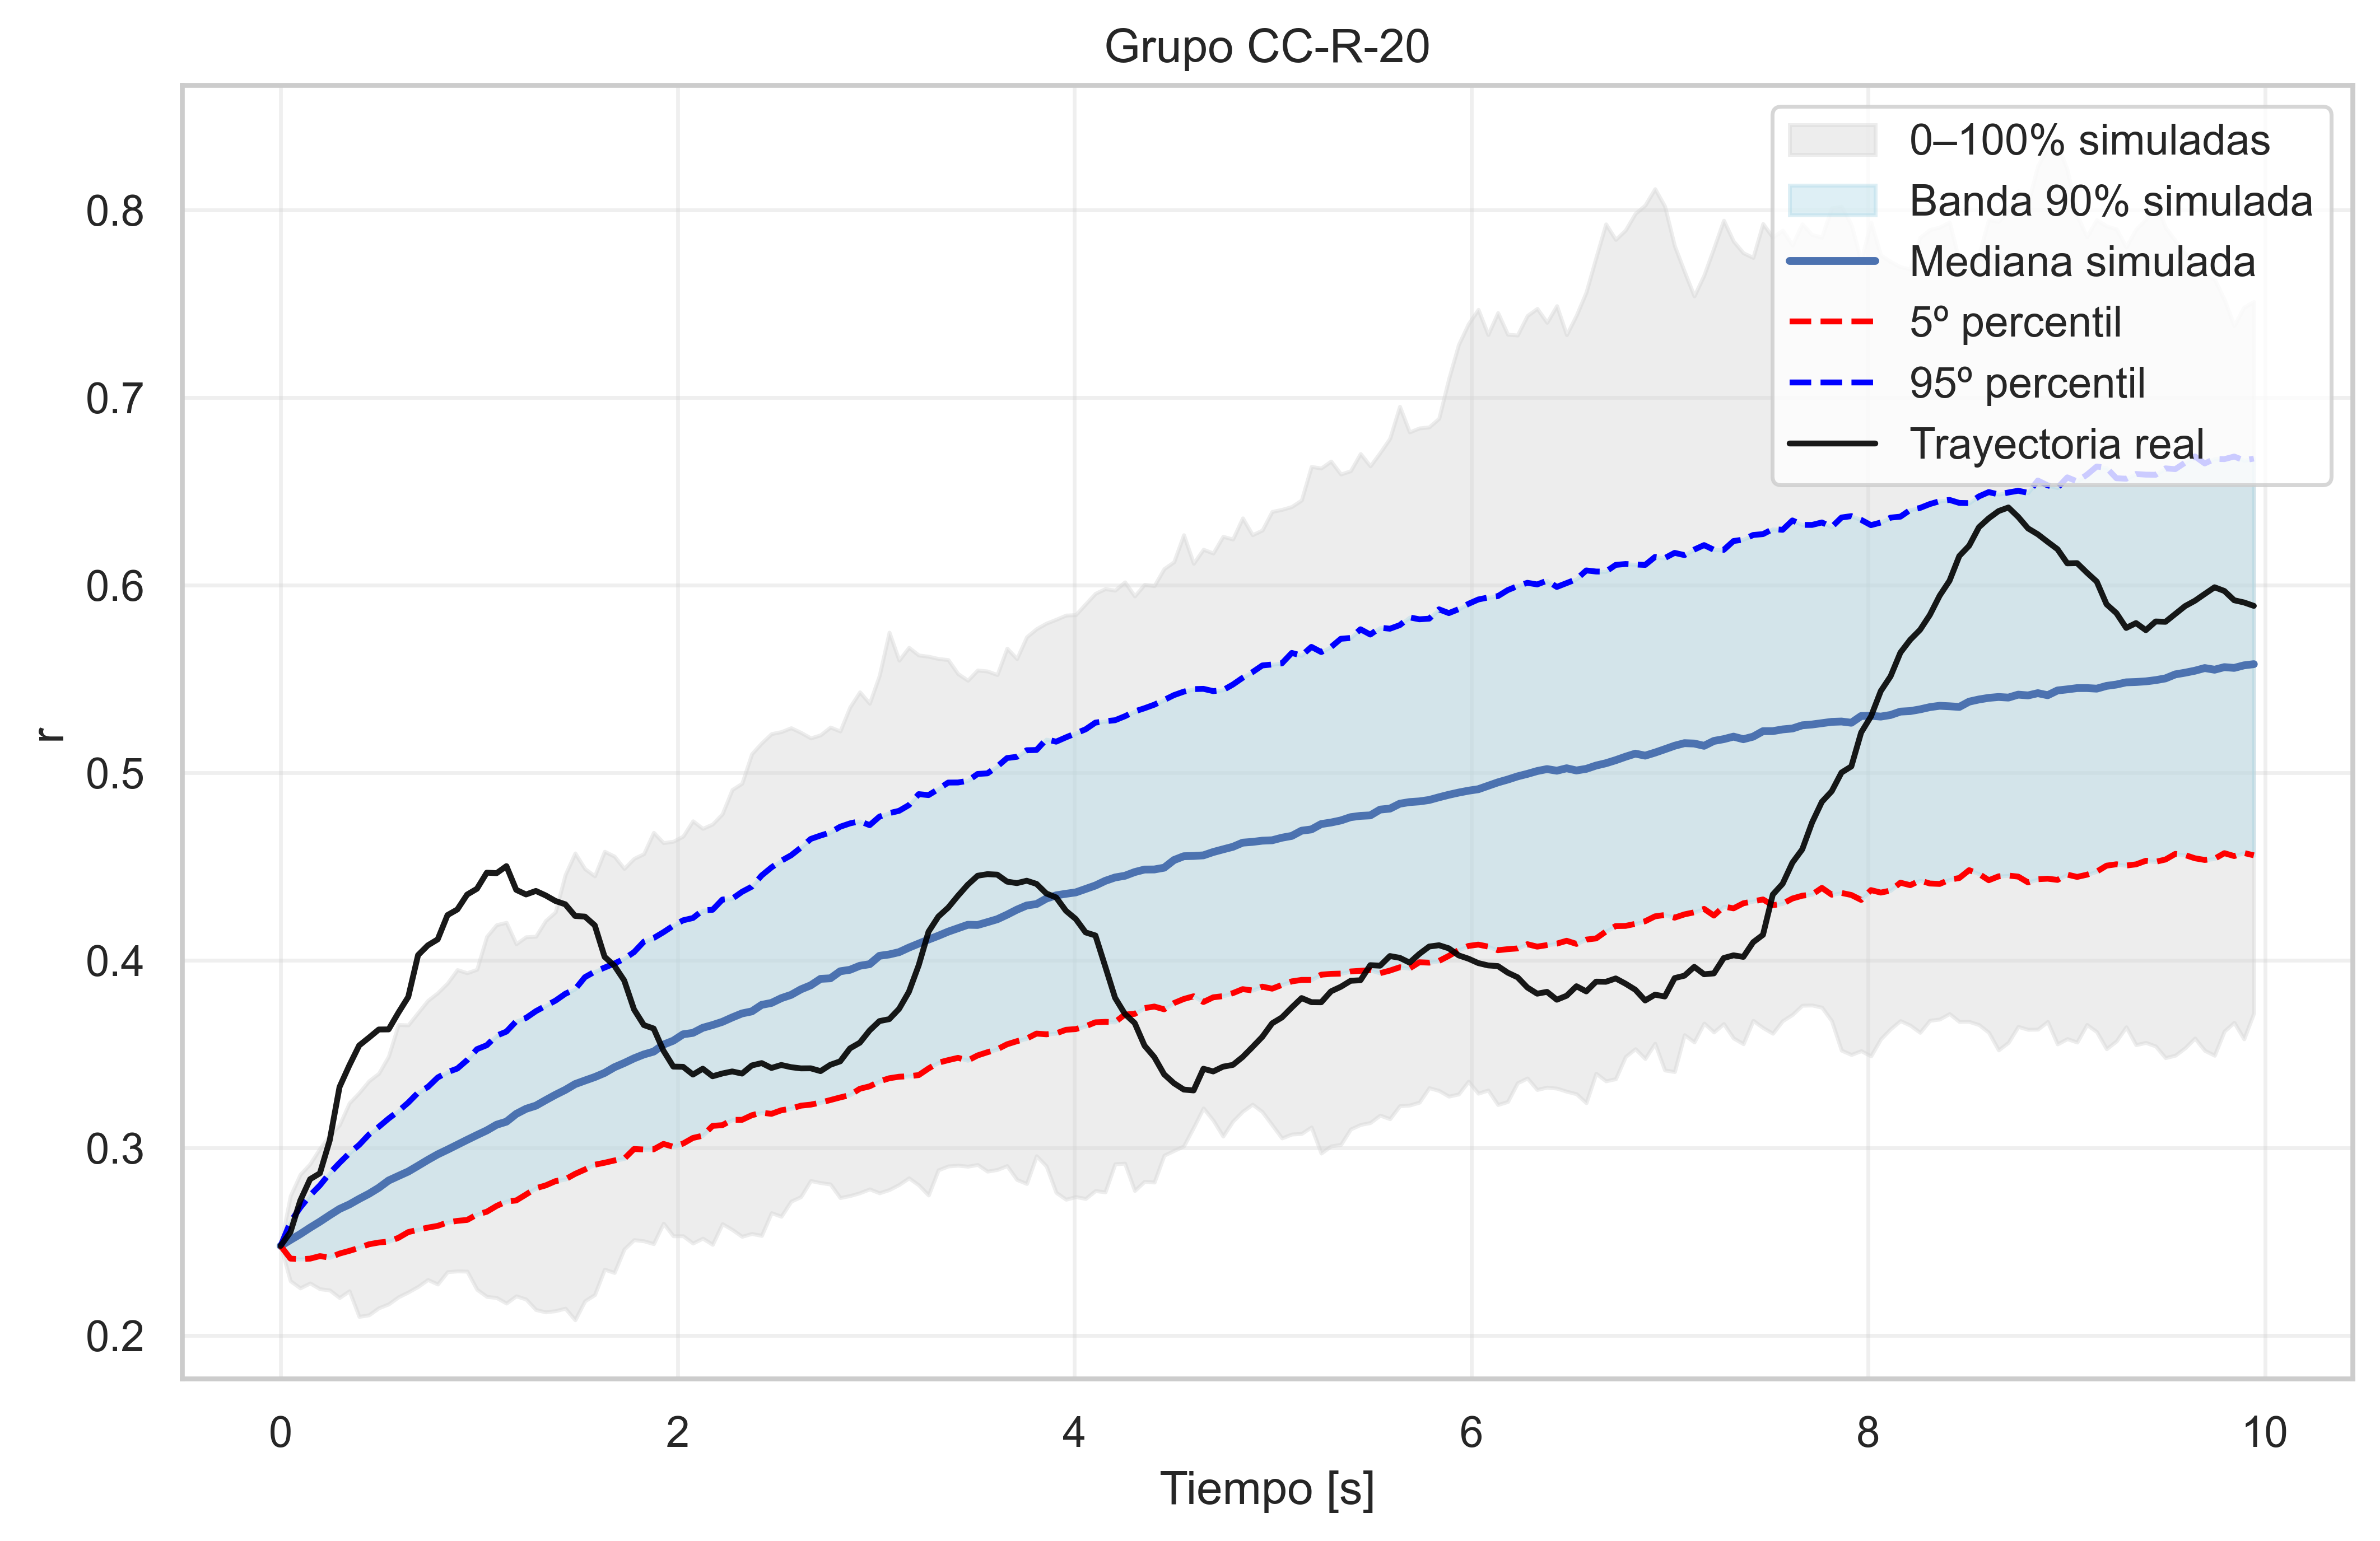 Grupo CC-R-20
0–100% simuladas
Banda 90% simulada
Mediana simulada
5º percentil
95º percentil
Trayectoria real
r
0.8
0.7
0.6
0.5
0.4
0.3
0.2
0 2 4 6 8 10
Tiempo [s]